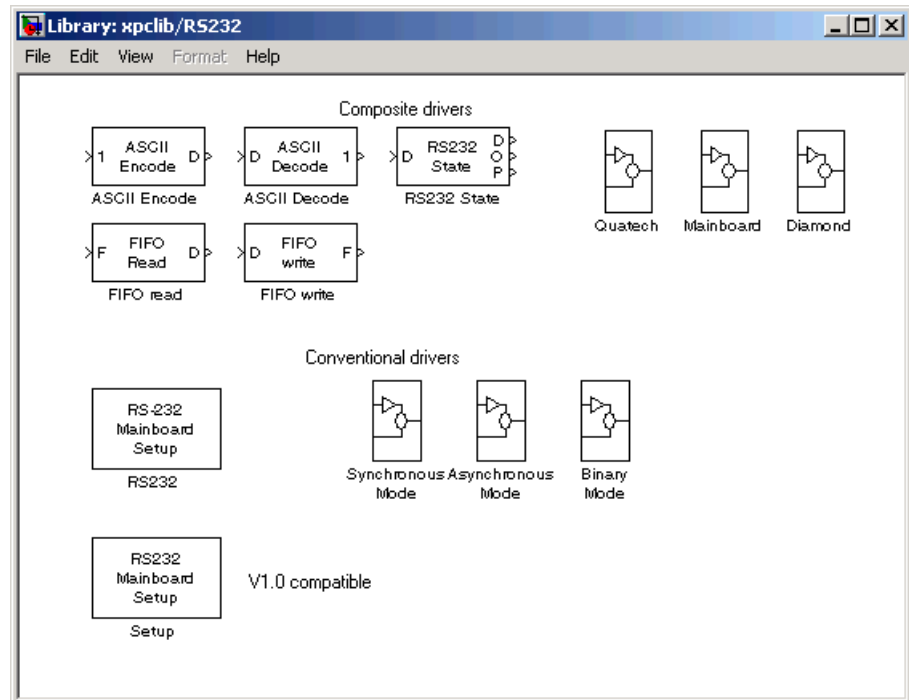 Library: xpclib/RS232
File Edit View Format Help
Composite drivers
1 ASCII Encode D
D ASCII Decode 1
D RS232 State D O P
ASCII Encode
ASCII Decode
RS232 State
Quatech
Mainboard
Diamond
F FIFO Read D
D FIFO write F
FIFO read
FIFO write
Conventional drivers
RS-232
Mainboard
Setup
RS232
Synchronous
Mode
Asynchronous
Mode
Binary
Mode
RS232
Mainboard
Setup
V1.0 compatible
Setup